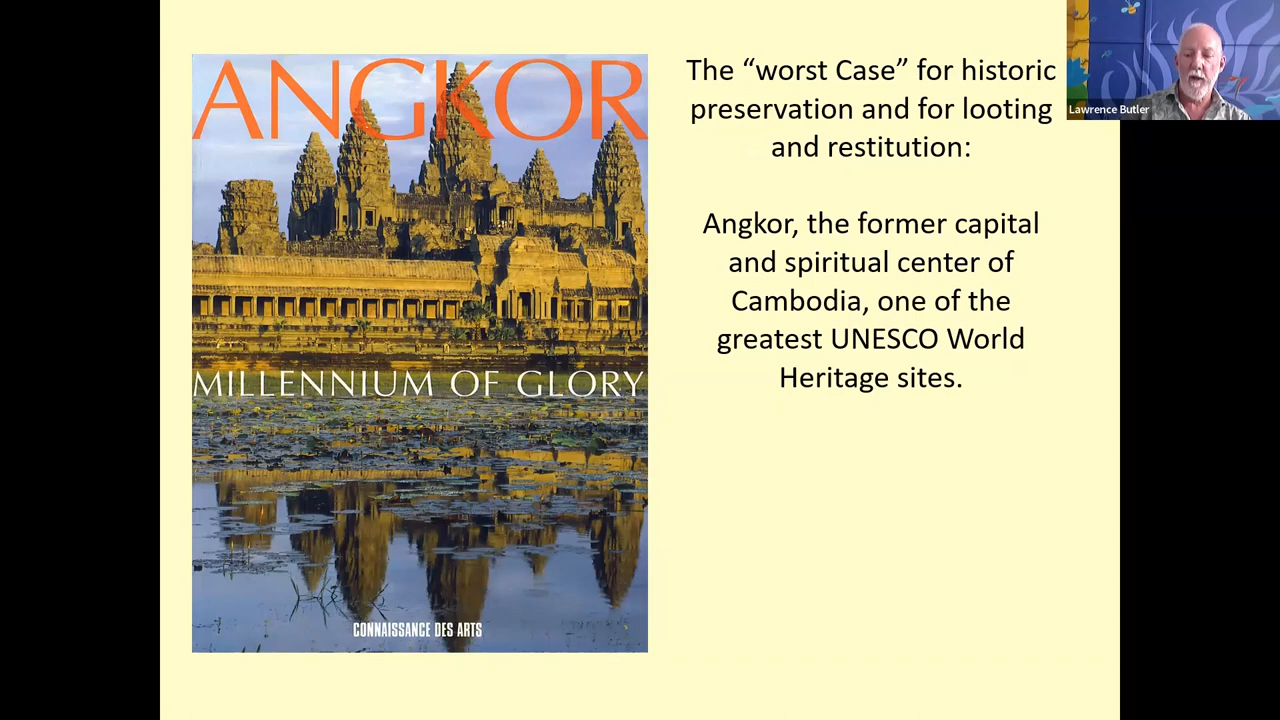 ANGKOR
MILLENNIUM OF GLORY
CONNAISSANCE DES ARTS
The “worst Case” for historic
preservation and for looting
and restitution:
Angkor, the former capital
and spiritual center of
Cambodia, one of the
greatest UNESCO World
Heritage sites.
Lawrence Butler